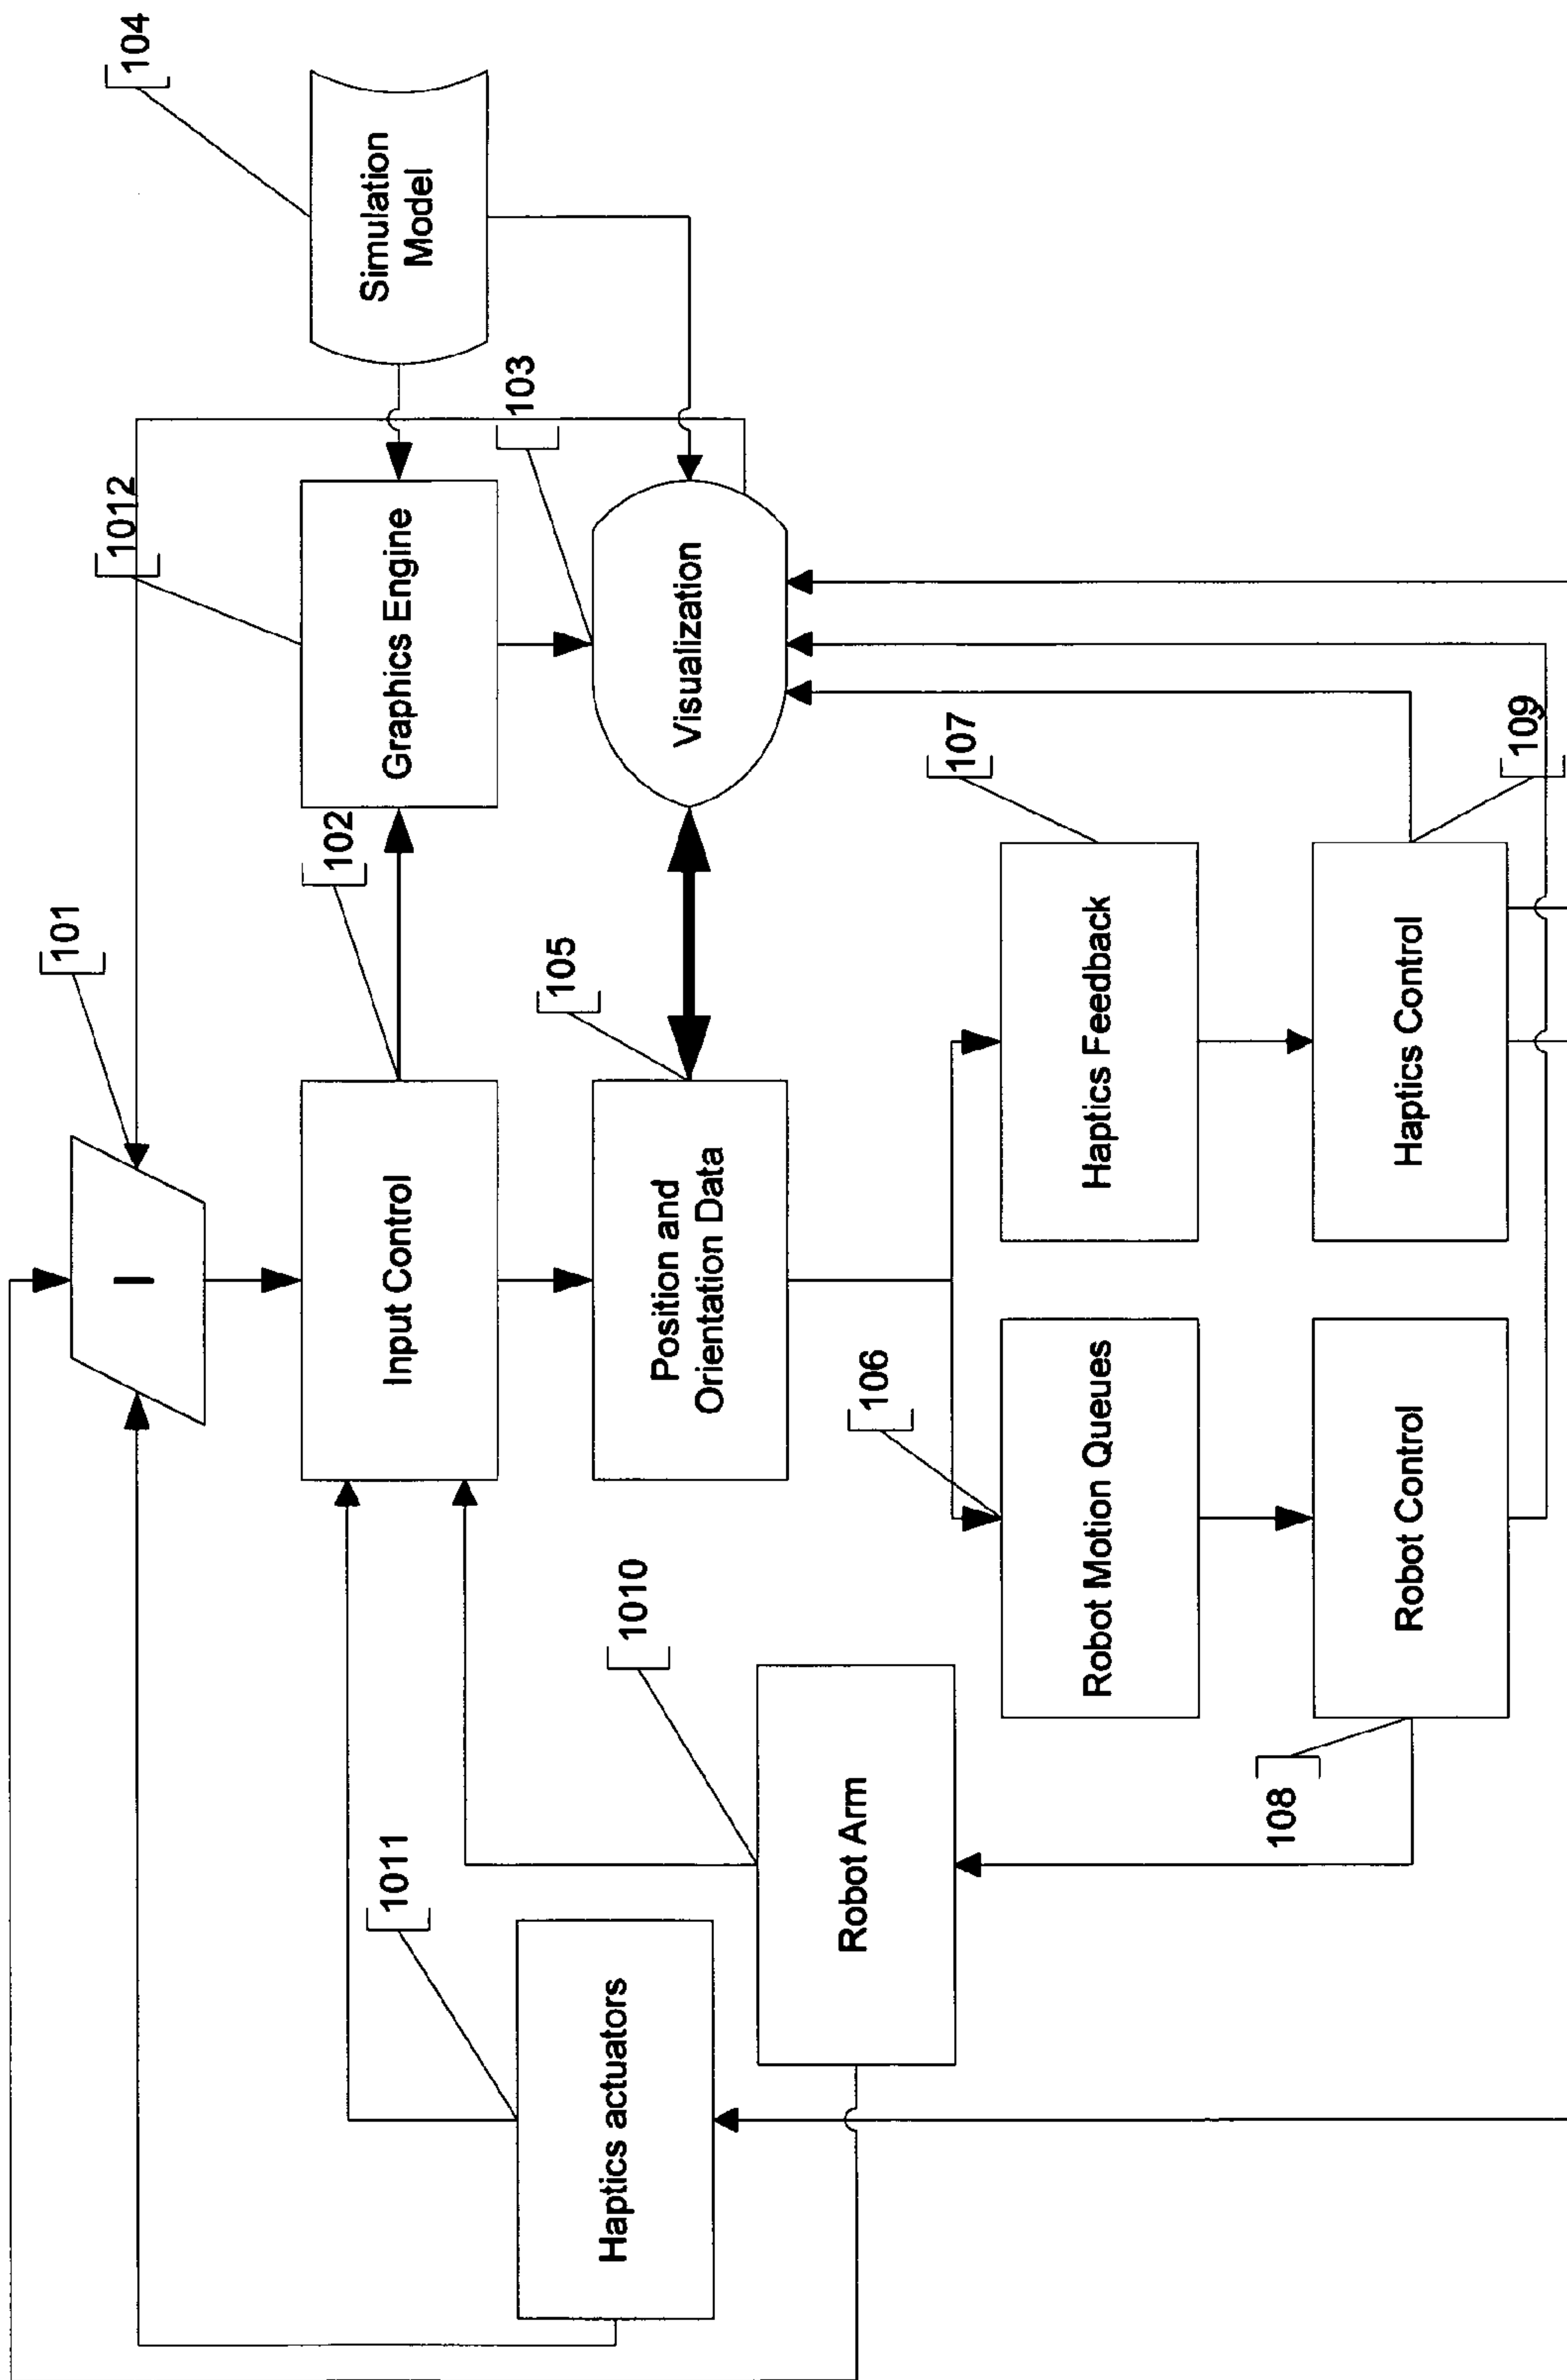 104
Simulation
Model
1012
103
Graphics Engine
Visualization
101
102
I
Input Control
105
Position and
Orientation Data
107
Haptics Feedback
109
Haptics Control
106
Robot Motion Queues
108
Robot Control
1010
Robot Arm
1011
Haptics actuators